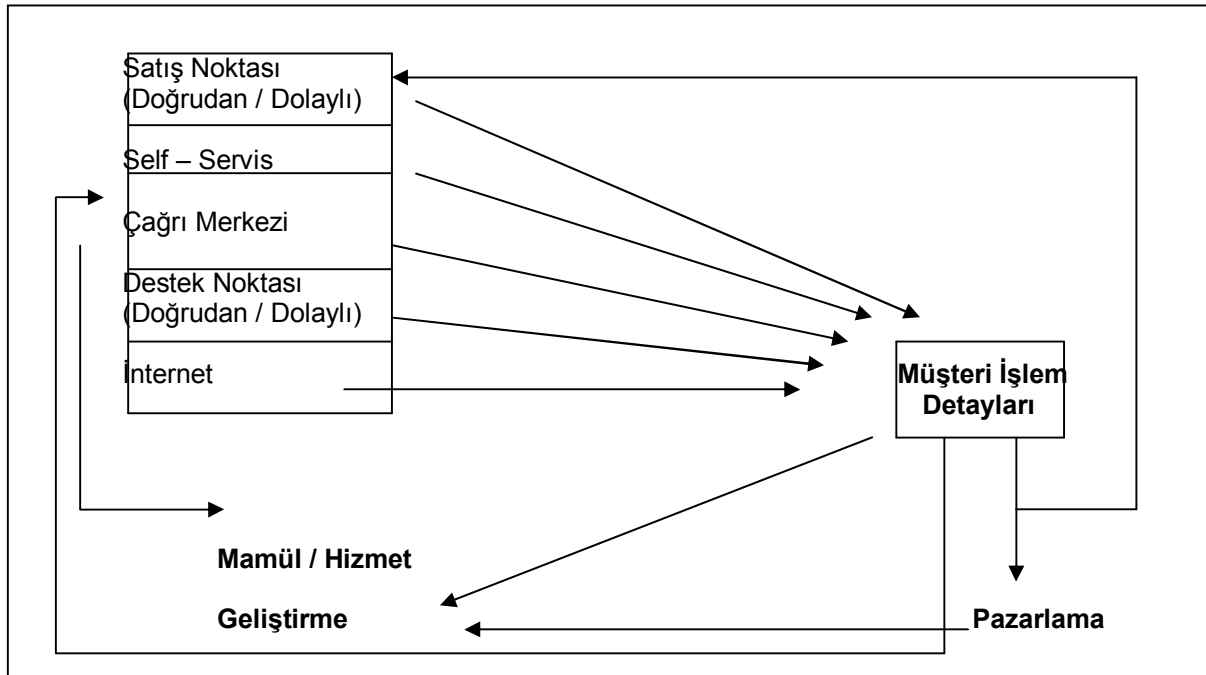 Satış Noktası
(Doğrudan / Dolaylı)
Self – Servis
Çağrı Merkezi
Destek Noktası
(Doğrudan / Dolaylı)
İnternet
Müşteri İşlem
Detayları
Mamül / Hizmet
Geliştirme
Pazarlama